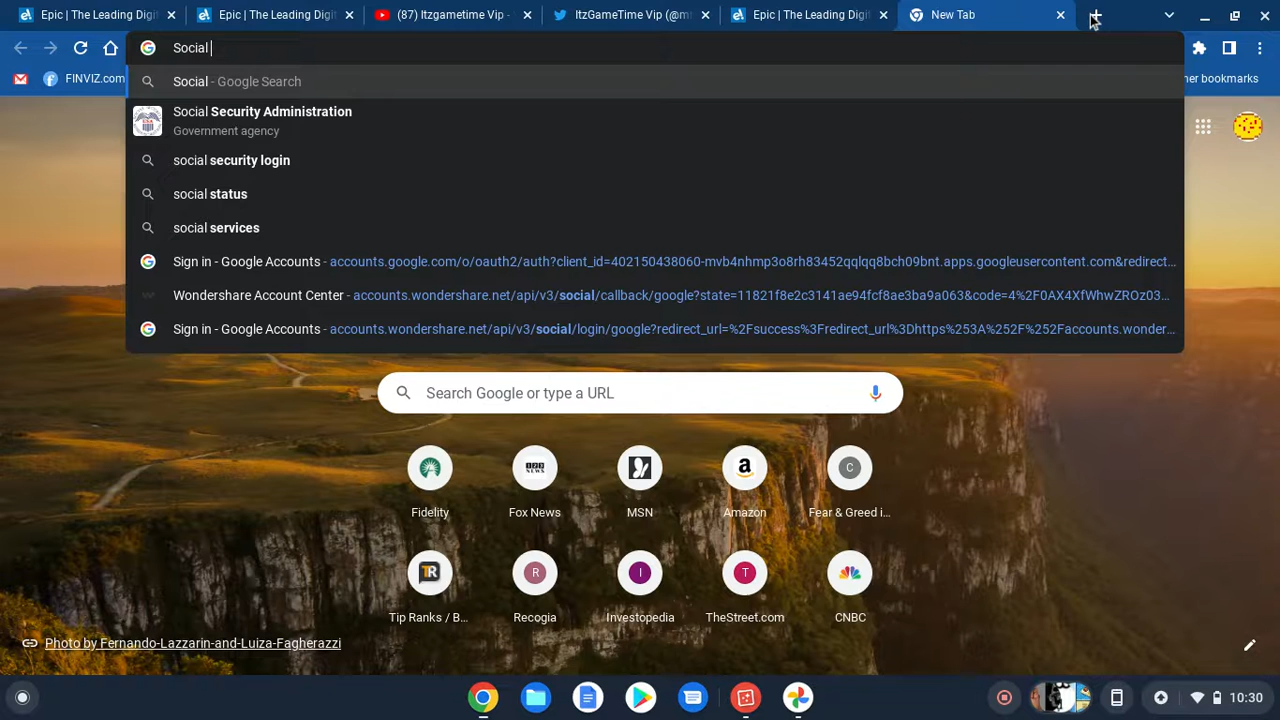 Epic | The Leading Digit
Epic | The Leading Digit
(87) Itzgametime Vip -
ItzGameTime Vip (@m
Epic | The Leading Digit
New Tab
Social
FINVIZ.com
her bookmarks
Social - Google Search
Social Security Administration
Government agency
social security login
social status
social services
Sign in - Google Accounts - accounts.google.com/o/oauth2/auth?client_id=402150438060-mvb4nhmp3o8rh83452qqlqq8bch09bnt.apps.googleusercontent.com&redirect...
Wondershare Account Center - accounts.wondershare.net/api/v3/social/callback/google?state=11821f8e2c3141ae94fcf8ae3ba9a063&code=4%2F0AX4XfWhwZROz03...
Sign in - Google Accounts - accounts.wondershare.net/api/v3/social/login/google?redirect_url=%2Fsuccess%3Fredirect_url%3Dhttps%253A%252F%252Faccounts.wonder...
Search Google or type a URL
Fidelity
Fox News
MSN
Amazon
Fear & Greed i...
Tip Ranks / B...
Recogia
Investopedia
TheStreet.com
CNBC
Photo by Fernando-Lazzarin-and-Luiza-Fagherazzi
10:30